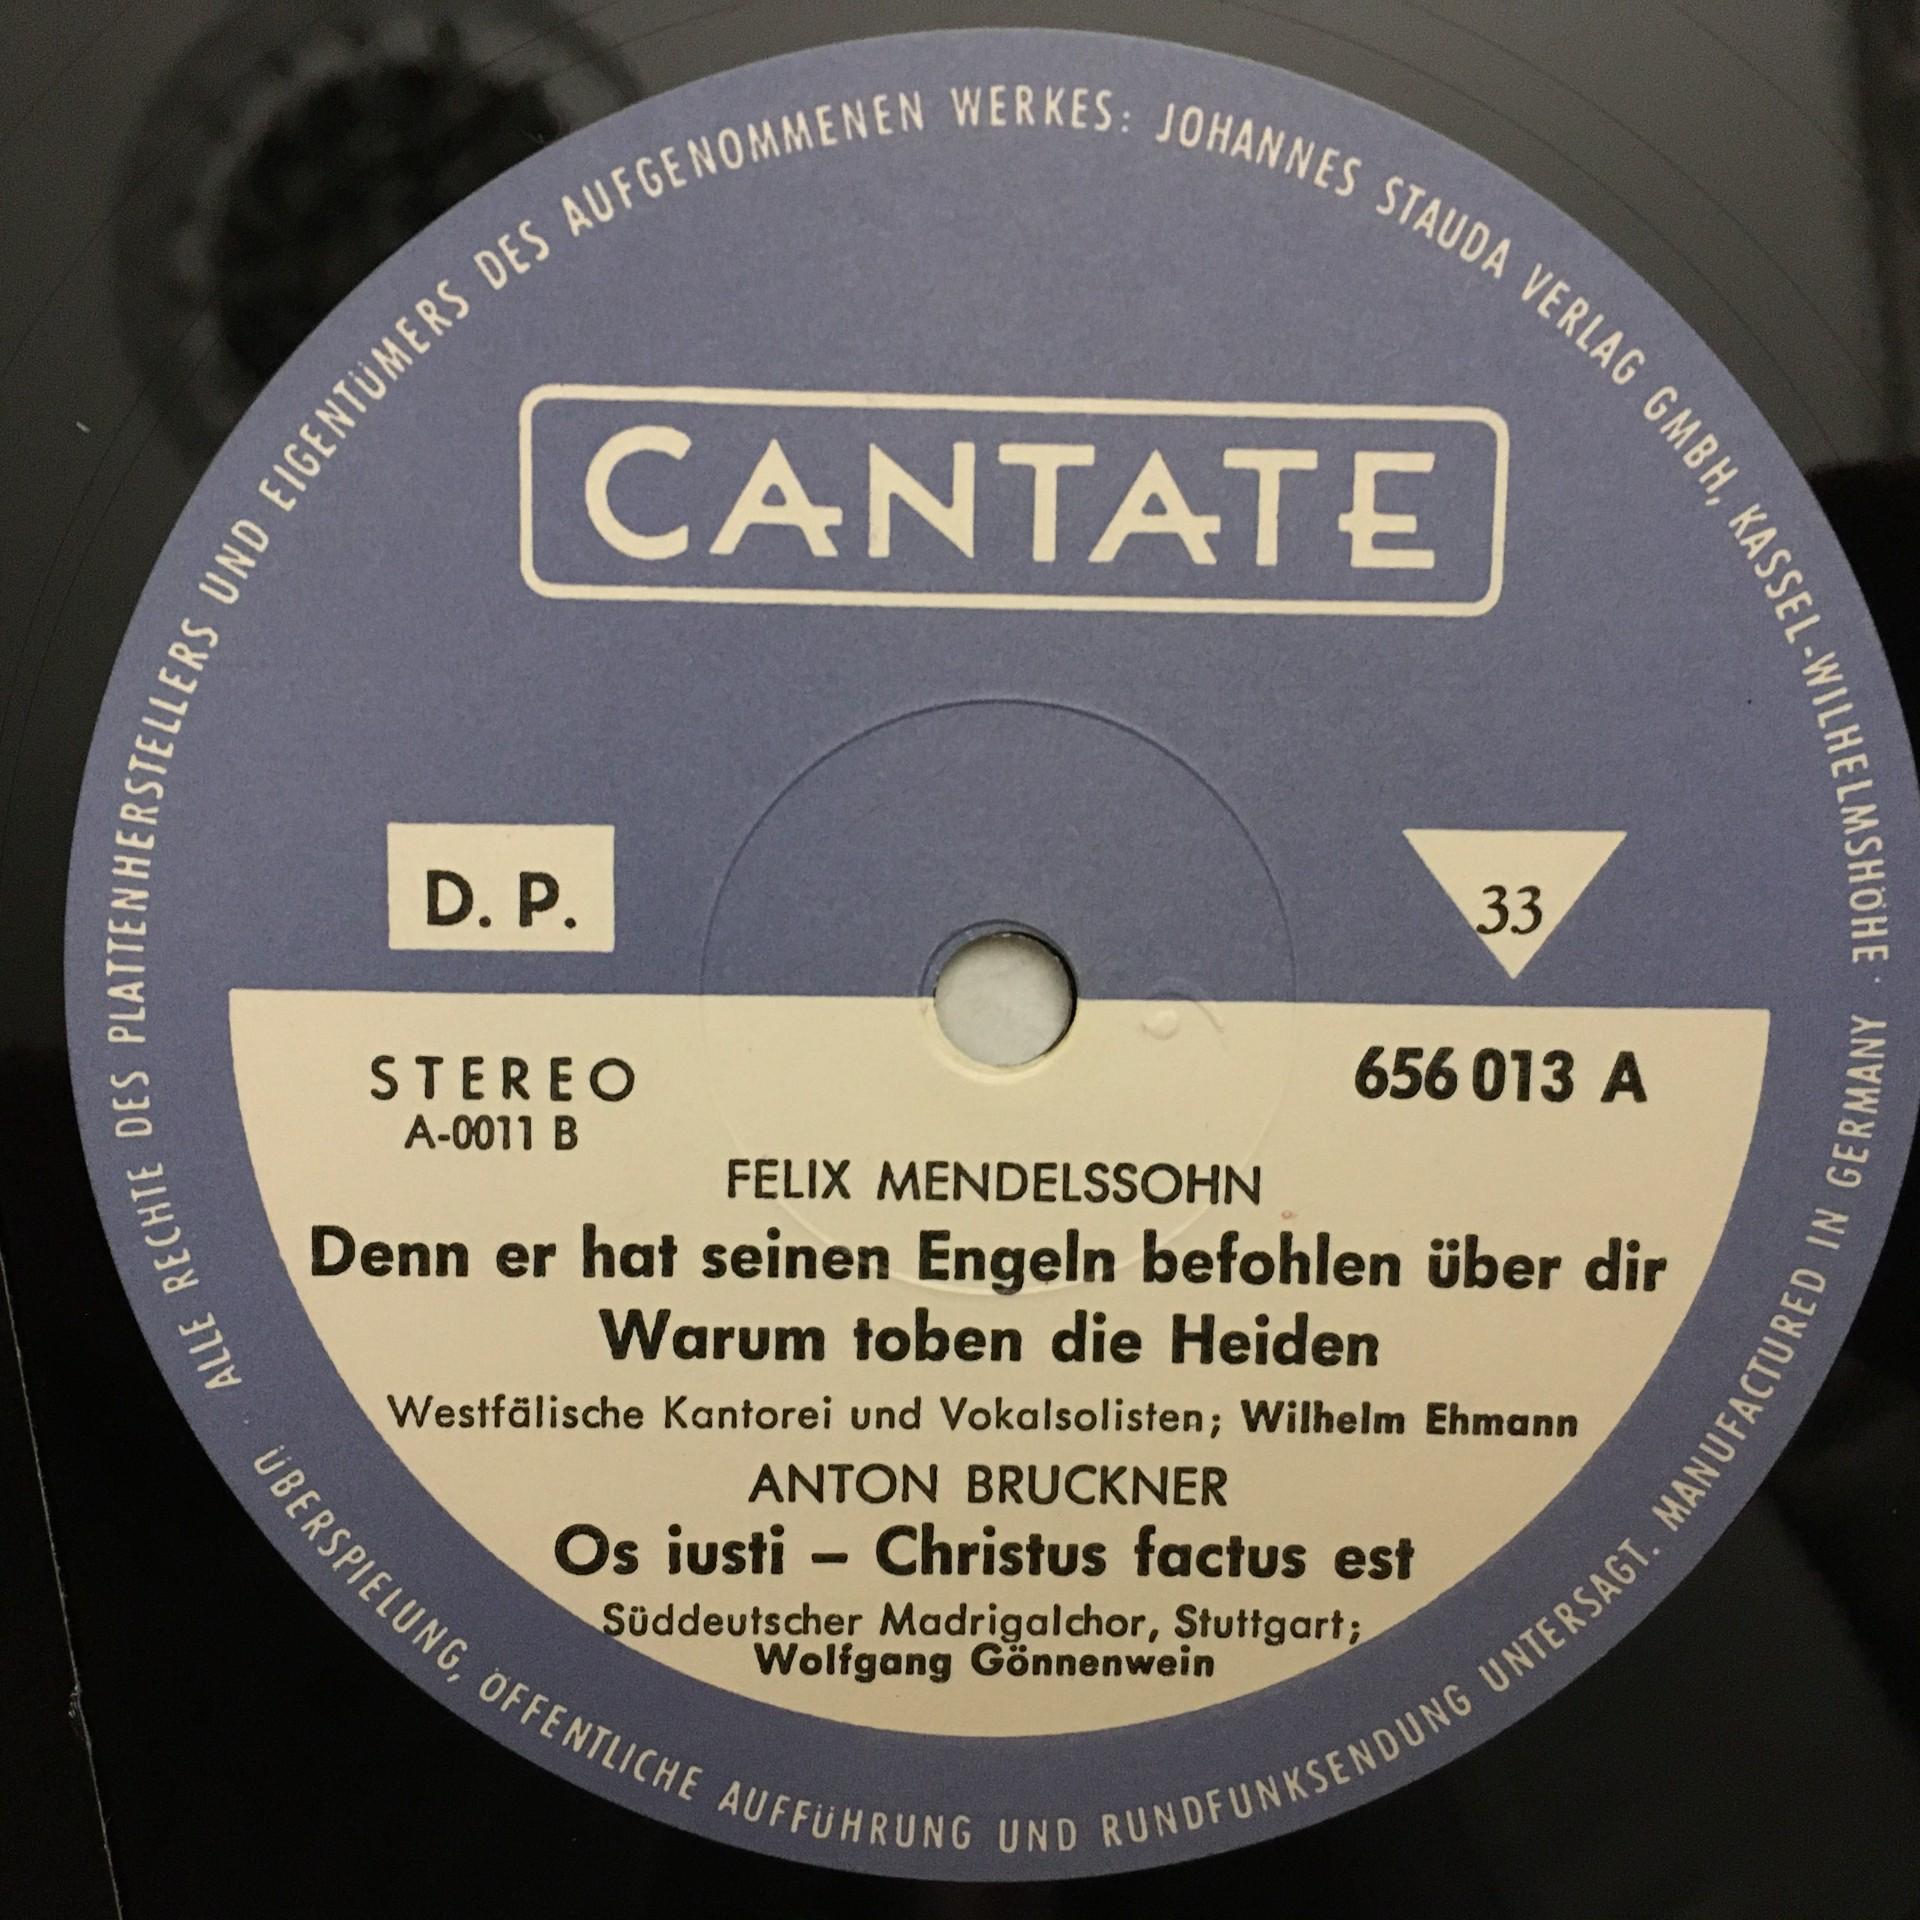 ALLE RECHTE DES PLATTENHERSTELLERS UND EIGENTÜMERS DES AUFGENOMMENEN WERKES: JOHANNES STAUDA VERLAG GMBH, KASSEL-WILHELMSHÖHE · MANUFACTURED IN GERMANY
CANTATE
D. P.
33
STEREO
656 013 A
A-0011 B
FELIX MENDELSSOHN
Denn er hat seinen Engeln befohlen über dir
Warum toben die Heiden
Westfälische Kantorei und Vokalsolisten; Wilhelm Ehmann
ANTON BRUCKNER
Os iusti – Christus factus est
Süddeutscher Madrigalchor, Stuttgart;
Wolfgang Gönnenwein
ÜBERSPIELUNG, ÖFFENTLICHE AUFFÜHRUNG UND RUNDFUNKSENDUNG UNTERSAGT.